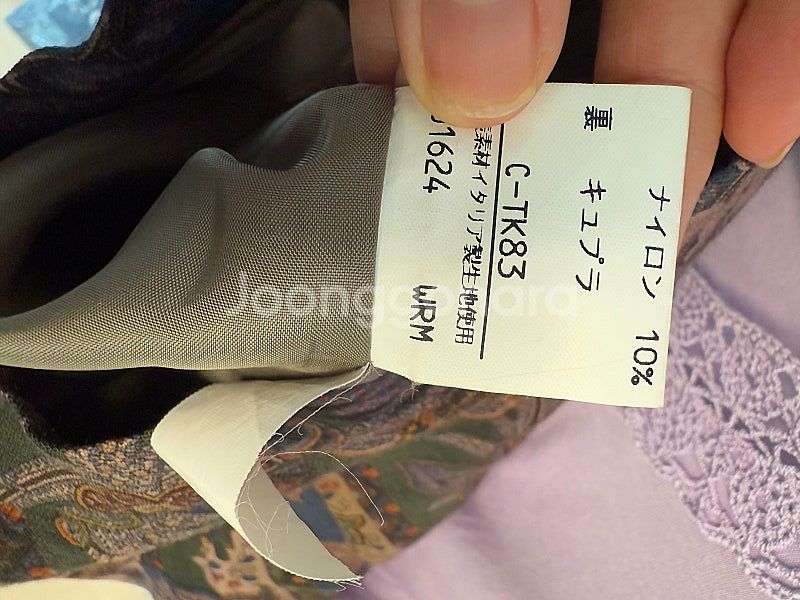 ナイロン 10%
裏 キュプラ
C-TK83
素材イタリア製生地使用
1624 WRM
Joonggonara